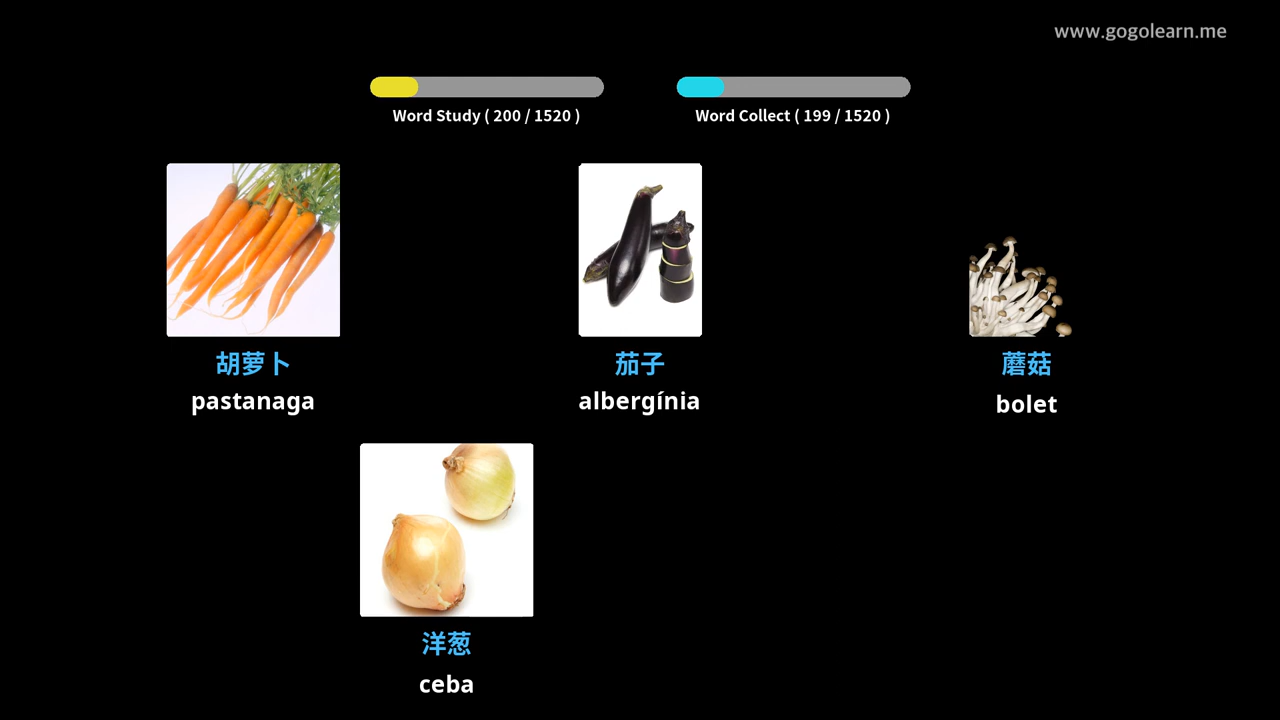 www.gogolearn.me
Word Study ( 200 / 1520 )
Word Collect ( 199 / 1520 )
胡萝卜
pastanaga
茄子
albergínia
蘑菇
bolet
洋葱
ceba